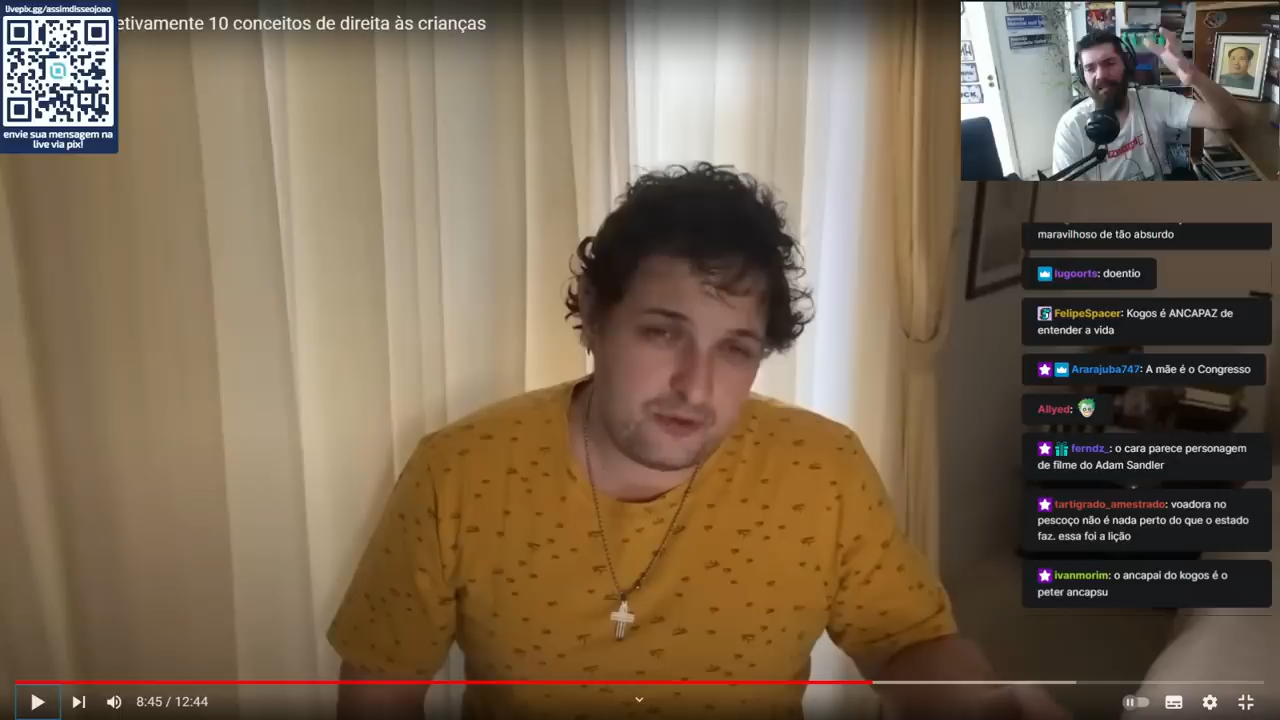 livepix.gg/assimdisseojoao
etivamente 10 conceitos de direita às crianças
envie sua mensagem na
live via pix!
maravilhoso de tão absurdo
lugoorts: doentio
FelipeSpacer: Kogos é ANCAPAZ de
entender a vida
Ararajuba747: A mãe é o Congresso
Allyed:
ferndz_: o cara parece personagem
de filme do Adam Sandler
tartigrado_amestrado: voadora no
pescoço não é nada perto do que o estado
faz. essa foi a lição
ivanmorim: o ancapai do kogos é o
peter ancapsu
8:45 / 12:44